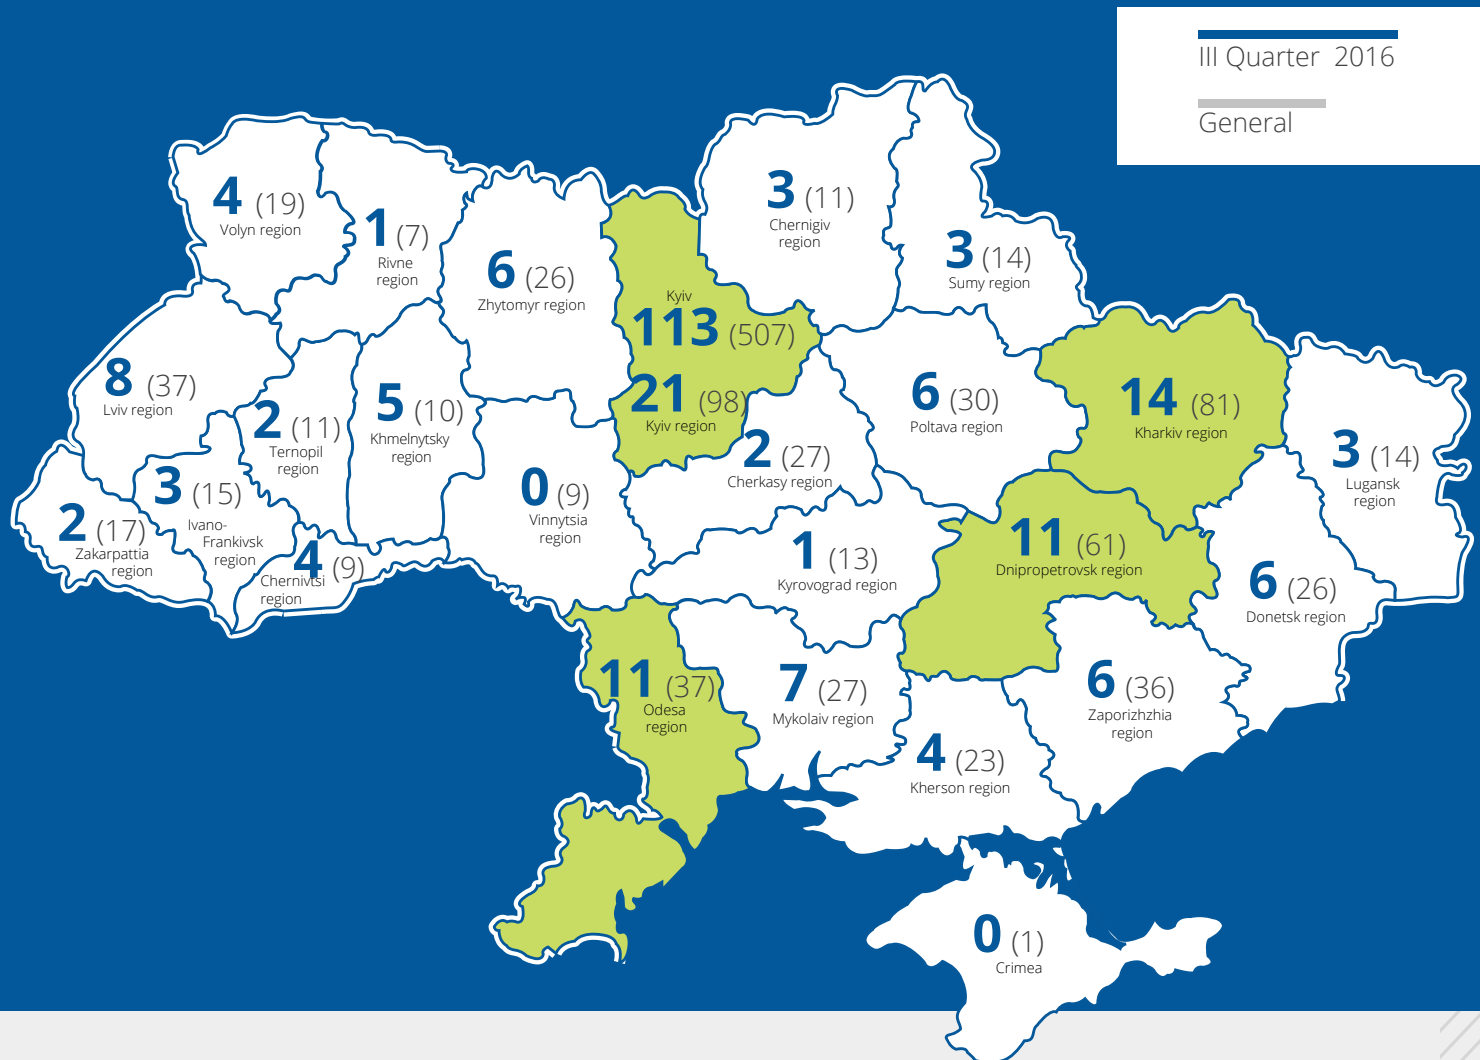 III Quarter 2016
General
4 (19)
Volyn region
1 (7)
Rivne
region
6 (26)
Zhytomyr region
Kyiv
113 (507)
21 (98)
Kyiv region
3 (11)
Chernigiv
region
3 (14)
Sumy region
8 (37)
Lviv region
2 (11)
Ternopil
region
5 (10)
Khmelnytsky
region
0 (9)
Vinnytsia
region
2 (27)
Cherkasy region
6 (30)
Poltava region
14 (81)
Kharkiv region
3 (14)
Lugansk
region
2 (17)
Zakarpattia
region
3 (15)
Ivano-
Frankivsk
region
4 (9)
Chernivtsi
region
1 (13)
Kyrovograd region
11 (61)
Dnipropetrovsk region
6 (26)
Donetsk region
11 (37)
Odesa
region
7 (27)
Mykolaiv region
4 (23)
Kherson region
6 (36)
Zaporizhzhia
region
0 (1)
Crimea